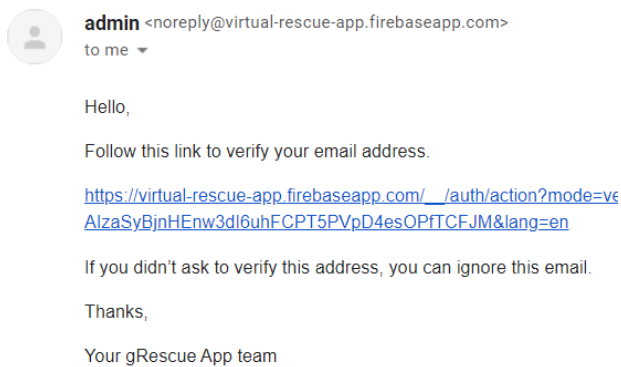 admin <noreply@virtual-rescue-app.firebaseapp.com>
to me
Hello,
Follow this link to verify your email address.
https://virtual-rescue-app.firebaseapp.com/__/auth/action?mode=ve
AIzaSyBjnHEnw3dI6uhFCPT5PVpD4esOPfTCFJM&lang=en
If you didn't ask to verify this address, you can ignore this email.
Thanks,
Your gRescue App team